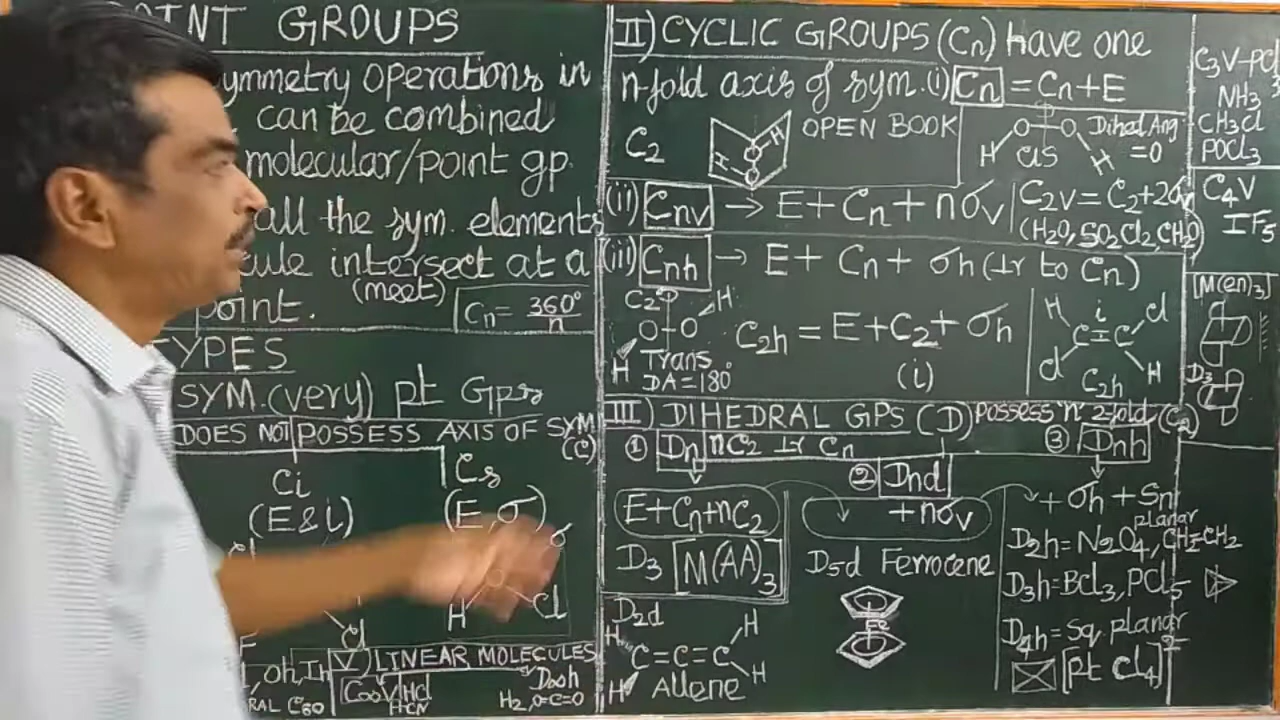 POINT GROUPS
symmetry operations in
can be combined
molecular/point gp.
all the sym. elements
intersect at a
(meet)
point.
Cn = 360°/n
TYPES
SYM. (very) pt Gps
DOES NOT POSSESS AXIS OF SYM
(C)
Ci
(E & i)
Cs
(E, σ)
σ
H
Cl
Cl
Oh, Ih
C60
V) LINEAR MOLECULES
C∞v HCl
HCN
D∞h
H2, O=C=O
II) CYCLIC GROUPS (Cn) have one
n-fold axis of sym. (i) Cn = Cn + E
C2
H
H
O
O
OPEN BOOK
O O
H cis H
Dihed Ang
=0
(ii) Cnv → E + Cn + nσv
C2v = C2 + 2σv
(H2O, SO2Cl2, CH2O)
(iii) Cnh → E + Cn + σh (⊥r to Cn)
C2
H
O-O
H Trans
DA = 180°
C2h = E + C2 + σh
(i)
H i Cl
C=C
Cl H
C2h
III) DIHEDRAL GPS (D) possess 'n' 2-fold (C2)
① Dn nC2 ⊥r Cn
② Dnd
③ Dnh
E+Cn+nC2
+ nσv
+ σh + Sn
D3 [M(AA)3
D5d Ferrocene
Fe
planar
D2h = N2O4, CH2=CH2
D3h = BCl3, PCl5
D4h = sq planar
[pt Cl4]2-
D2d
H H
C=C=C
H H
Allene
C3V-PCl3
NH3
CH3Cl
POCl3
C4V
IF5
[M(en)3]
D3